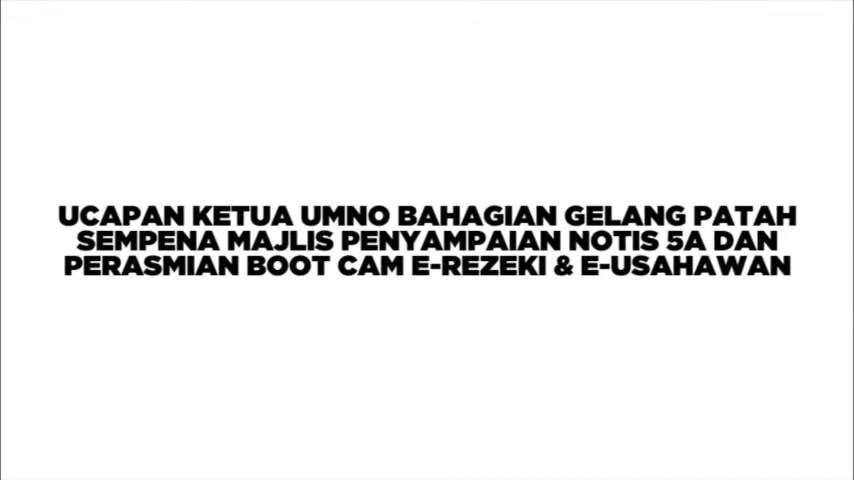 UCAPAN KETUA UMNO BAHAGIAN GELANG PATAH
SEMPENA MAJLIS PENYAMPAIAN NOTIS 5A DAN
PERASMIAN BOOT CAM E-REZEKI & E-USAHAWAN